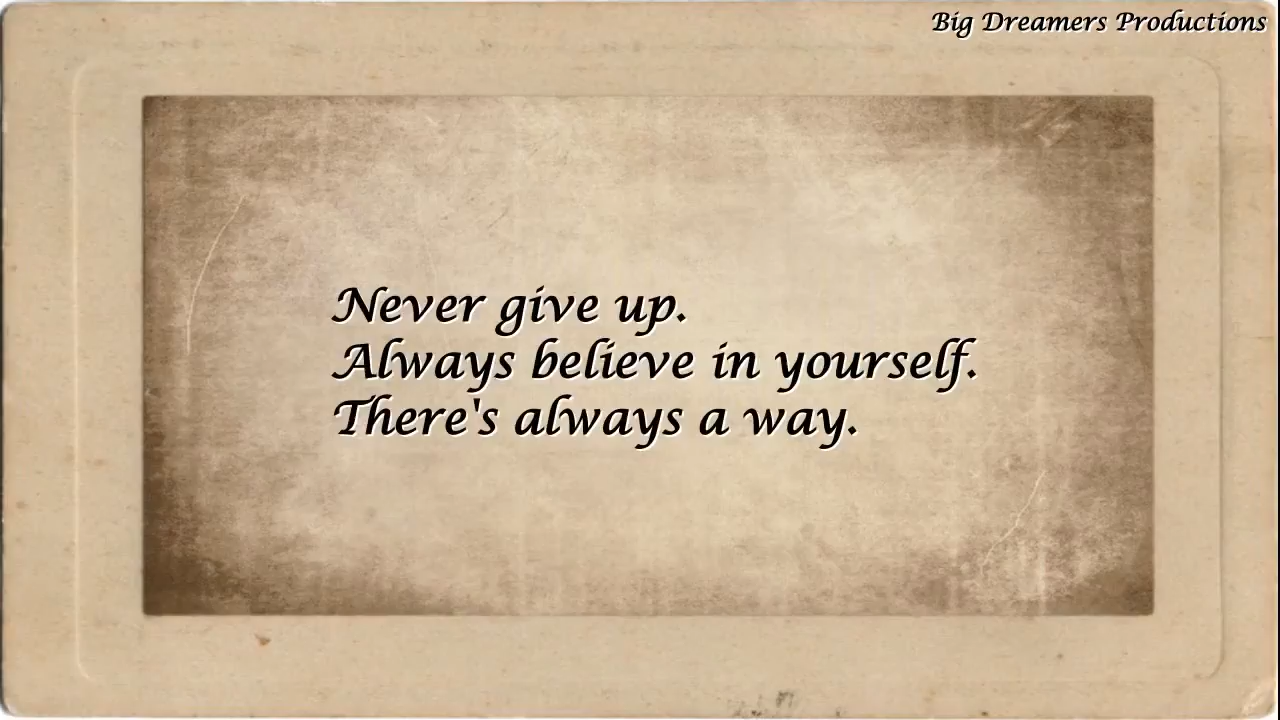 Big Dreamers Productions
Never give up.
Always believe in yourself.
There's always a way.